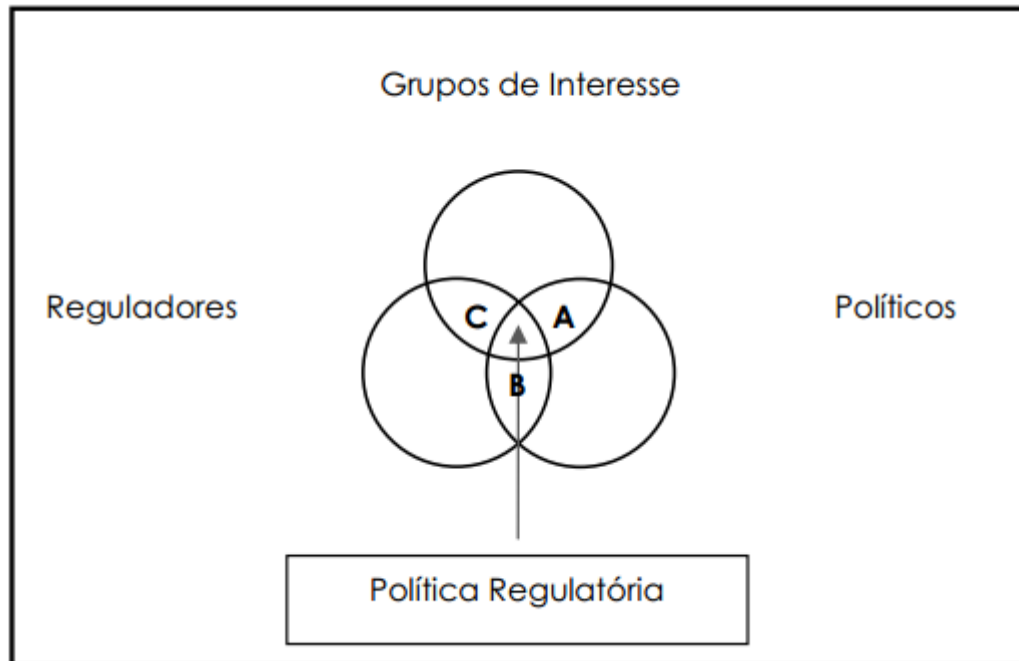 Grupos de Interesse
Reguladores
Políticos
C
A
B
Política Regulatória